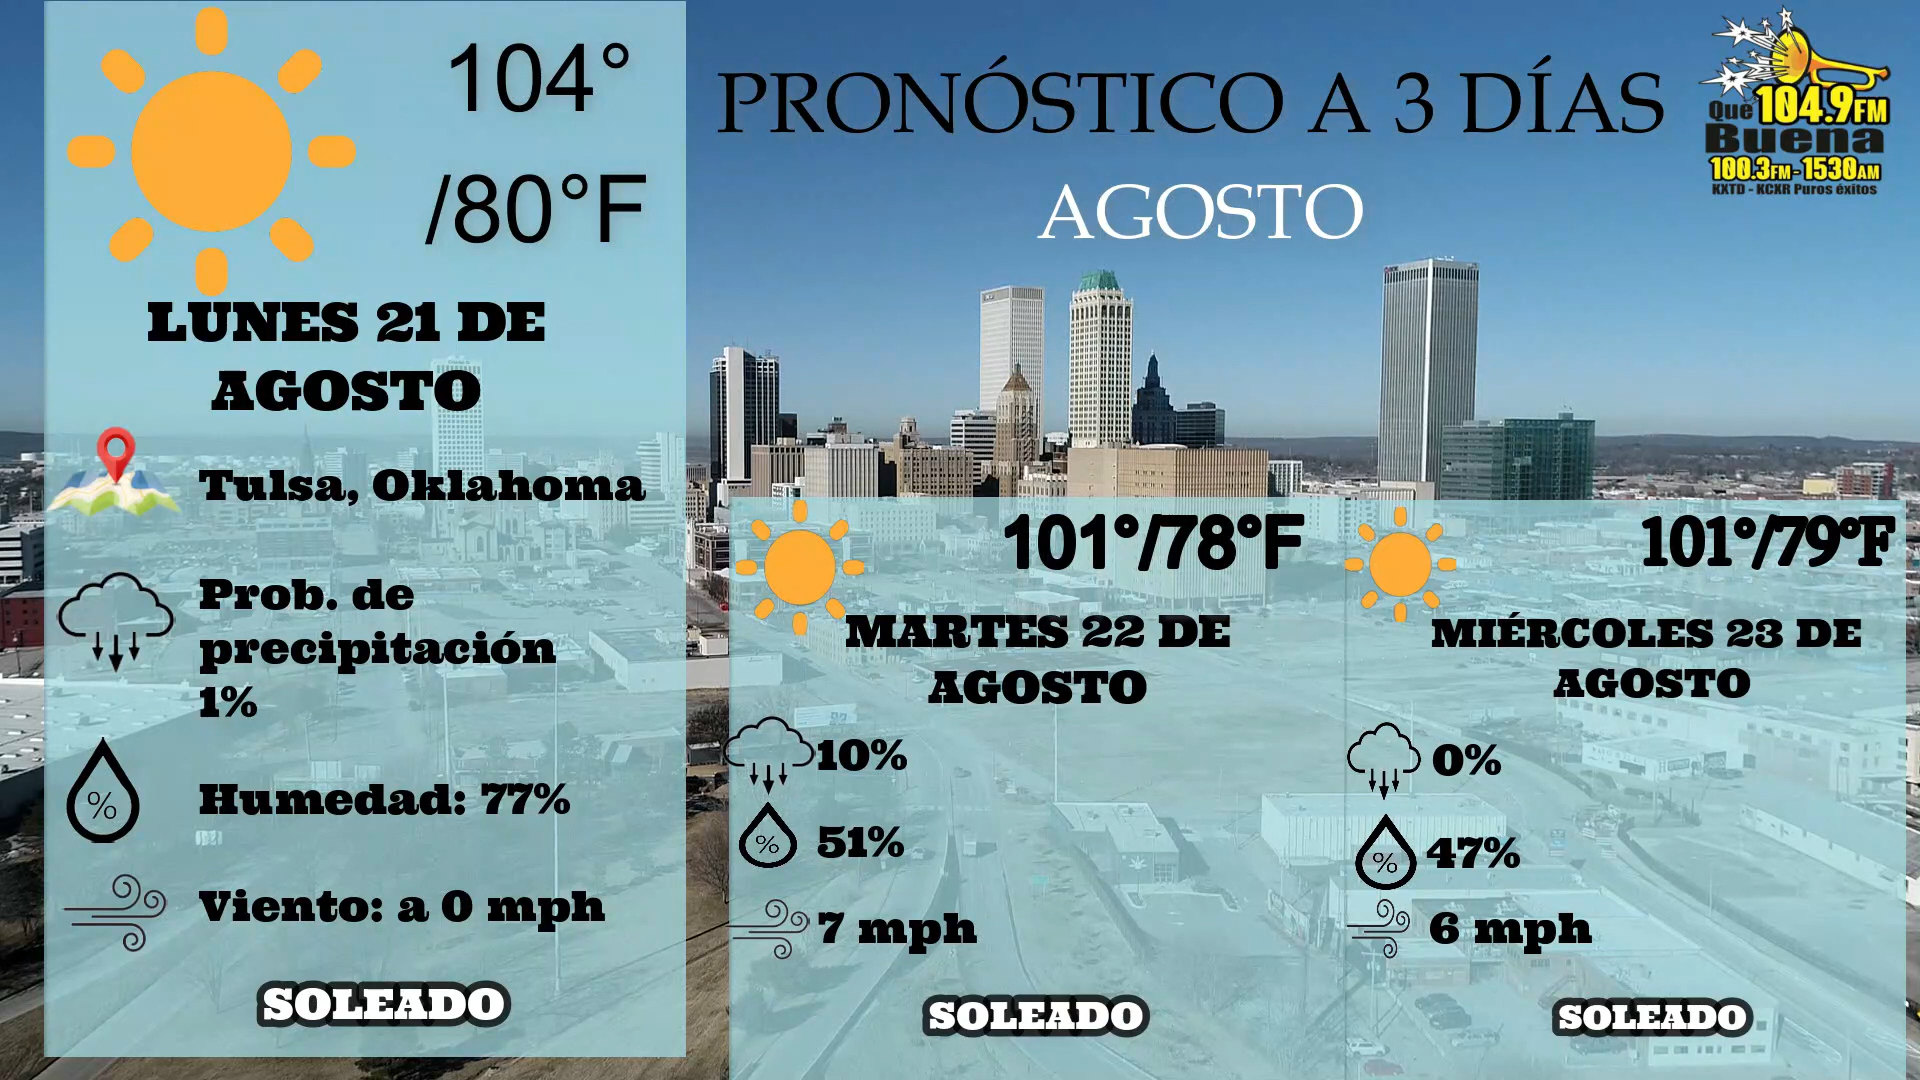 104°
/80°F
LUNES 21 DE
AGOSTO
Tulsa, Oklahoma
Prob. de
precipitación
1%
%
Humedad: 77%
Viento: a 0 mph
SOLEADO
PRONÓSTICO A 3 DÍAS
AGOSTO
Que 104.9FM
Buena
100.3FM-1530AM
KXTD - KCXR Puros éxitos
101°/78°F
MARTES 22 DE
AGOSTO
10%
%
51%
7 mph
SOLEADO
101°/79°F
MIÉRCOLES 23 DE
AGOSTO
0%
%
47%
6 mph
SOLEADO